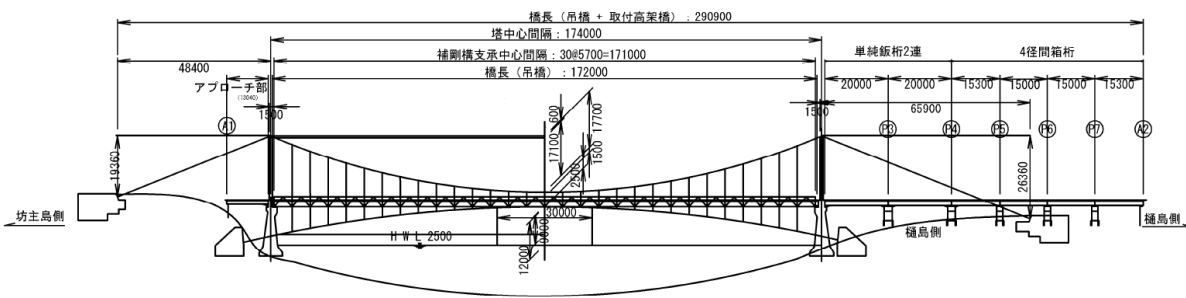 橋長（吊橋 + 取付高架橋）：290900
塔中心間隔：174000
補剛構支承中心間隔：30@5700=171000
単純鈑桁2連
4径間箱桁
48400
橋長（吊橋）：172000
アプローチ部
(13040)
20000
20000
15300
15000
15000
15300
1500
600
17700
1500
65900
A1
17100
1500
P3
P4
P5
P6
P7
A2
19360
2500
26360
坊主島側
30000
樋島側
樋島側
H W L 2500
9000
12000